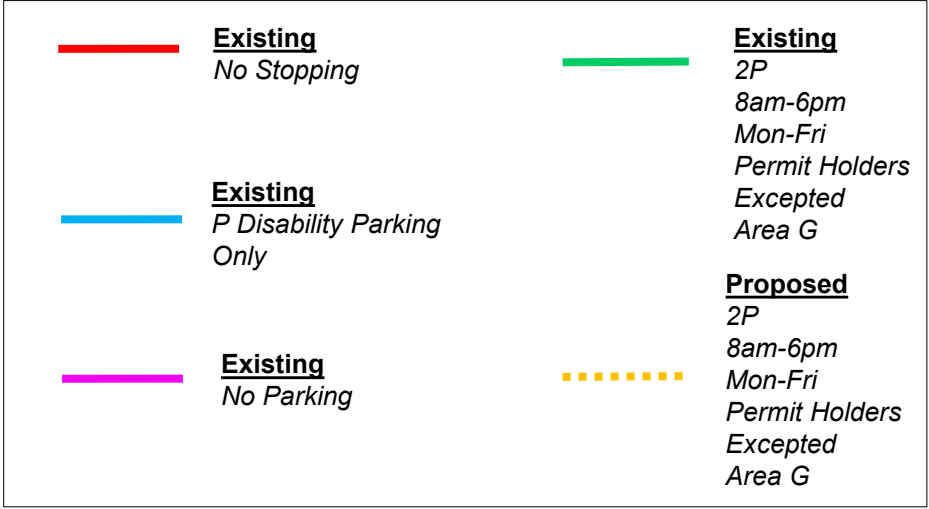 Existing
No Stopping
Existing
P Disability Parking
Only
Existing
No Parking
Existing
2P
8am-6pm
Mon-Fri
Permit Holders
Excepted
Area G
Proposed
2P
8am-6pm
Mon-Fri
Permit Holders
Excepted
Area G